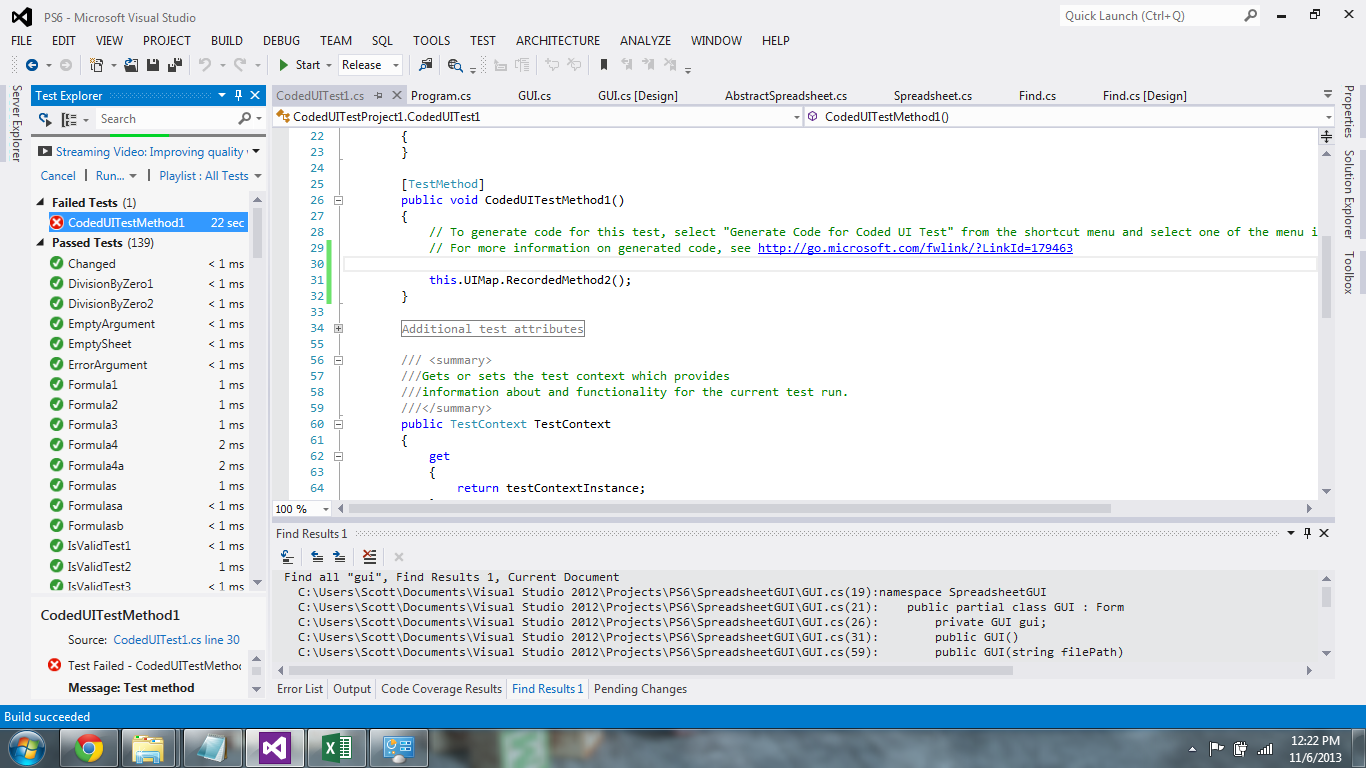 PS6 - Microsoft Visual Studio
Quick Launch (Ctrl+Q)
FILE EDIT VIEW PROJECT BUILD DEBUG TEAM SQL TOOLS TEST ARCHITECTURE ANALYZE WINDOW HELP
Start Release
Server Explorer
Test Explorer
Search
Streaming Video: Improving quality
Cancel | Run... | Playlist : All Tests
Failed Tests (1)
CodedUITestMethod1 22 sec
Passed Tests (139)
Changed < 1 ms
DivisionByZero1 < 1 ms
DivisionByZero2 < 1 ms
EmptyArgument < 1 ms
EmptySheet < 1 ms
ErrorArgument < 1 ms
Formula1 1 ms
Formula2 1 ms
Formula3 1 ms
Formula4 2 ms
Formula4a 2 ms
Formulas 1 ms
Formulasa < 1 ms
Formulasb < 1 ms
IsValidTest1 < 1 ms
IsValidTest2 1 ms
IsValidTest3 < 1 ms
CodedUITestMethod1
Source: CodedUITest1.cs line 30
Test Failed - CodedUITestMethod
Message: Test method
CodedUITest1.cs Program.cs GUI.cs GUI.cs [Design] AbstractSpreadsheet.cs Spreadsheet.cs Find.cs Find.cs [Design]
CodedUITestProject1.CodedUITest1 CodedUITestMethod1()
22 {
23 }
24
25 [TestMethod]
26 public void CodedUITestMethod1()
27 {
28 // To generate code for this test, select "Generate Code for Coded UI Test" from the shortcut menu and select one of the menu i
29 // For more information on generated code, see http://go.microsoft.com/fwlink/?LinkId=179463
30
31 this.UIMap.RecordedMethod2();
32 }
33
34 Additional test attributes
55
56 /// <summary>
57 ///Gets or sets the test context which provides
58 ///information about and functionality for the current test run.
59 ///</summary>
60 public TestContext TestContext
61 {
62 get
63 {
64 return testContextInstance;
100 %
Find Results 1
Find all "gui", Find Results 1, Current Document
C:\Users\Scott\Documents\Visual Studio 2012\Projects\PS6\SpreadsheetGUI\GUI.cs(19):namespace SpreadsheetGUI
C:\Users\Scott\Documents\Visual Studio 2012\Projects\PS6\SpreadsheetGUI\GUI.cs(21): public partial class GUI : Form
C:\Users\Scott\Documents\Visual Studio 2012\Projects\PS6\SpreadsheetGUI\GUI.cs(26): private GUI gui;
C:\Users\Scott\Documents\Visual Studio 2012\Projects\PS6\SpreadsheetGUI\GUI.cs(31): public GUI()
C:\Users\Scott\Documents\Visual Studio 2012\Projects\PS6\SpreadsheetGUI\GUI.cs(59): public GUI(string filePath)
Error List Output Code Coverage Results Find Results 1 Pending Changes
Properties
Solution Explorer
Toolbox
Build succeeded
12:22 PM
11/6/2013